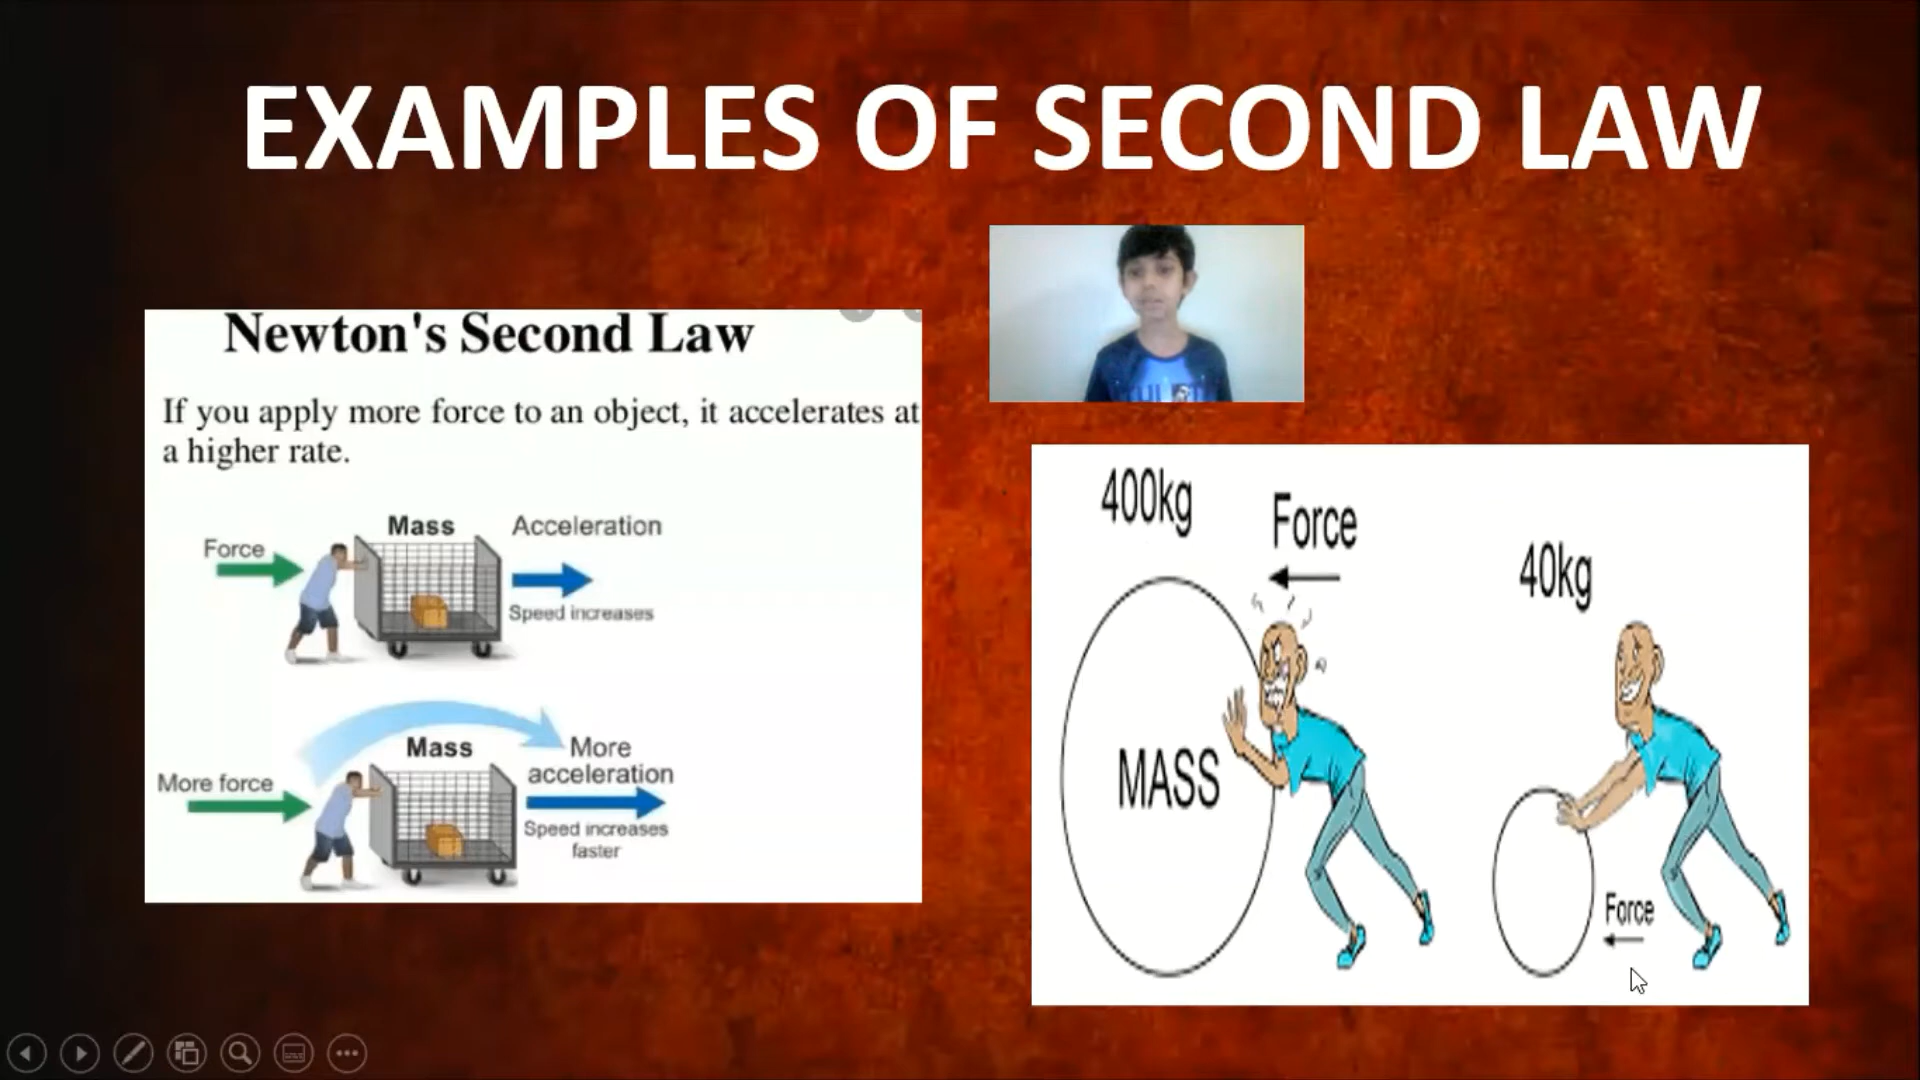 EXAMPLES OF SECOND LAW
Newton's Second Law
If you apply more force to an object, it accelerates at
a higher rate.
Force
Mass
Acceleration
Speed increases
More force
Mass
More
acceleration
Speed increases
faster
400kg
Force
MASS
40kg
Force